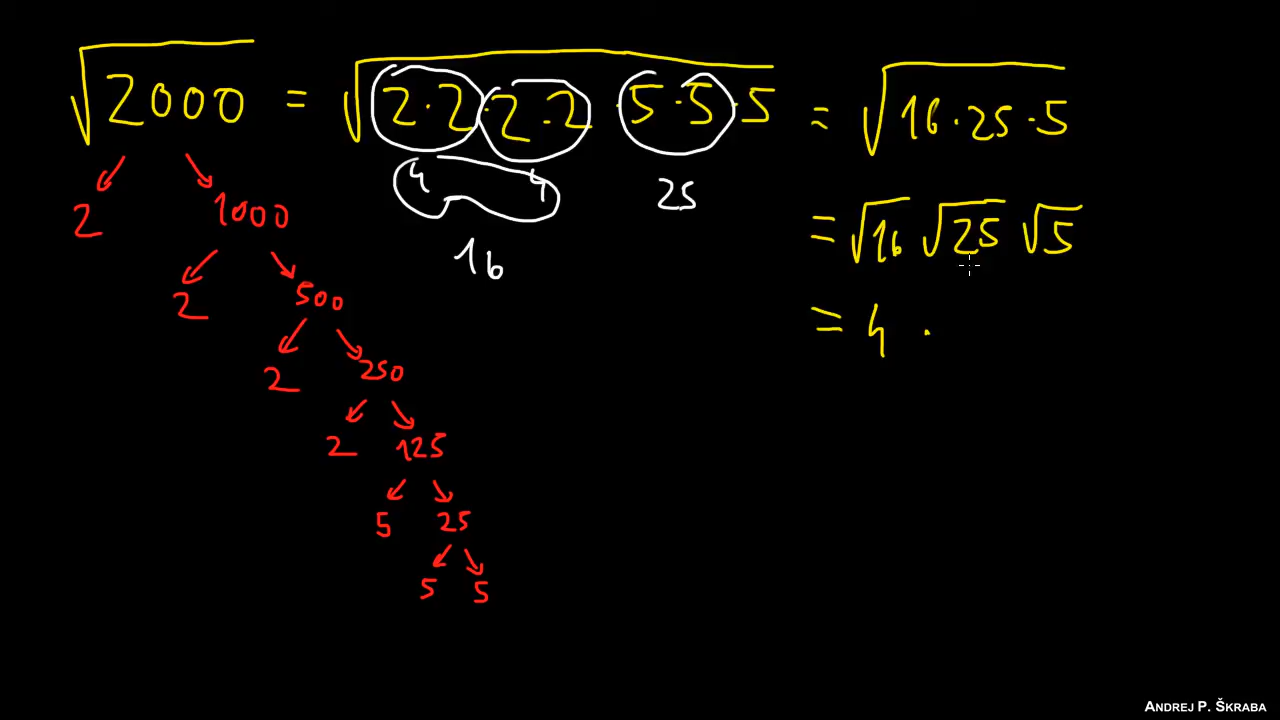 √2000 = √2·2·2·2·5·5·5 = √16·25·5
4 4 25
2 1000
= √16 √25 √5
16
2 500
= 4 ·
2 250
2 125
5 25
5 5
ANDREJ P. ŠKRABA